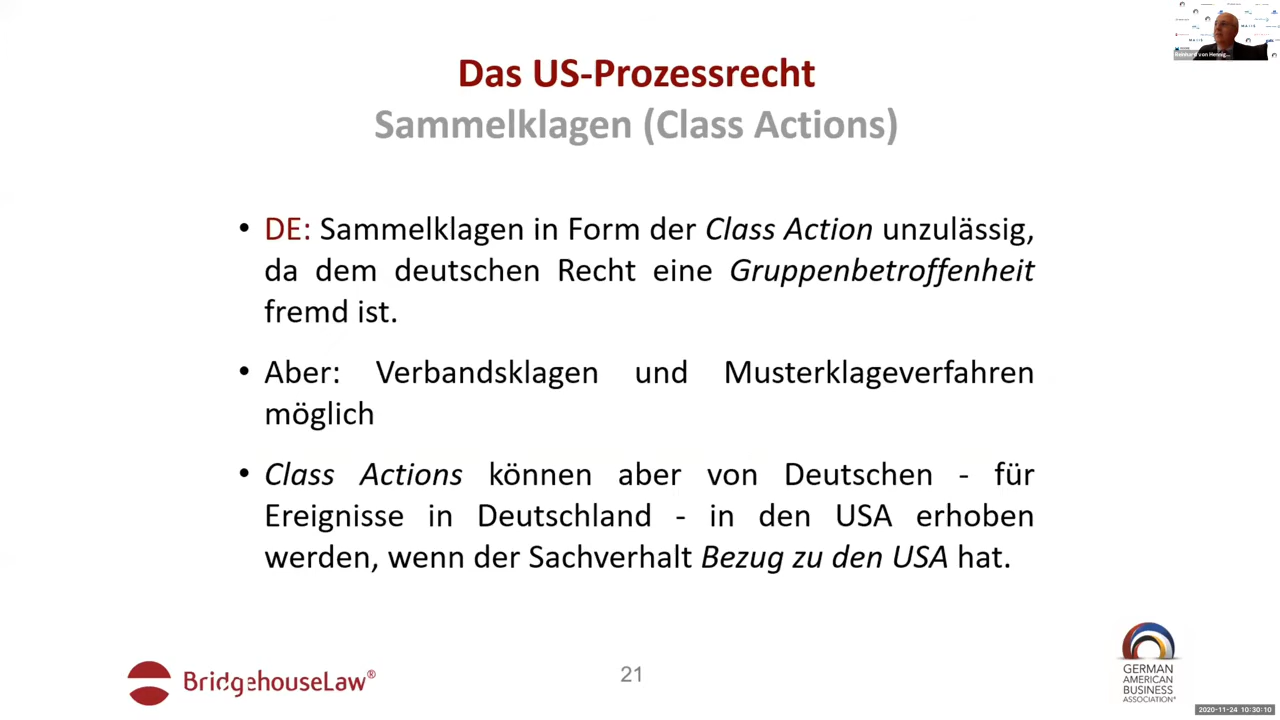 Das US-Prozessrecht
Sammelklagen (Class Actions)
• DE: Sammelklagen in Form der Class Action unzulässig,
da dem deutschen Recht eine Gruppenbetroffenheit
fremd ist.
• Aber: Verbandsklagen und Musterklageverfahren
möglich
• Class Actions können aber von Deutschen - für
Ereignisse in Deutschland - in den USA erhoben
werden, wenn der Sachverhalt Bezug zu den USA hat.
BridgehouseLaw®
21
GERMAN
AMERICAN
BUSINESS
ASSOCIATION®
2020-11-24 10:30:10
Reinhard von Hennig...